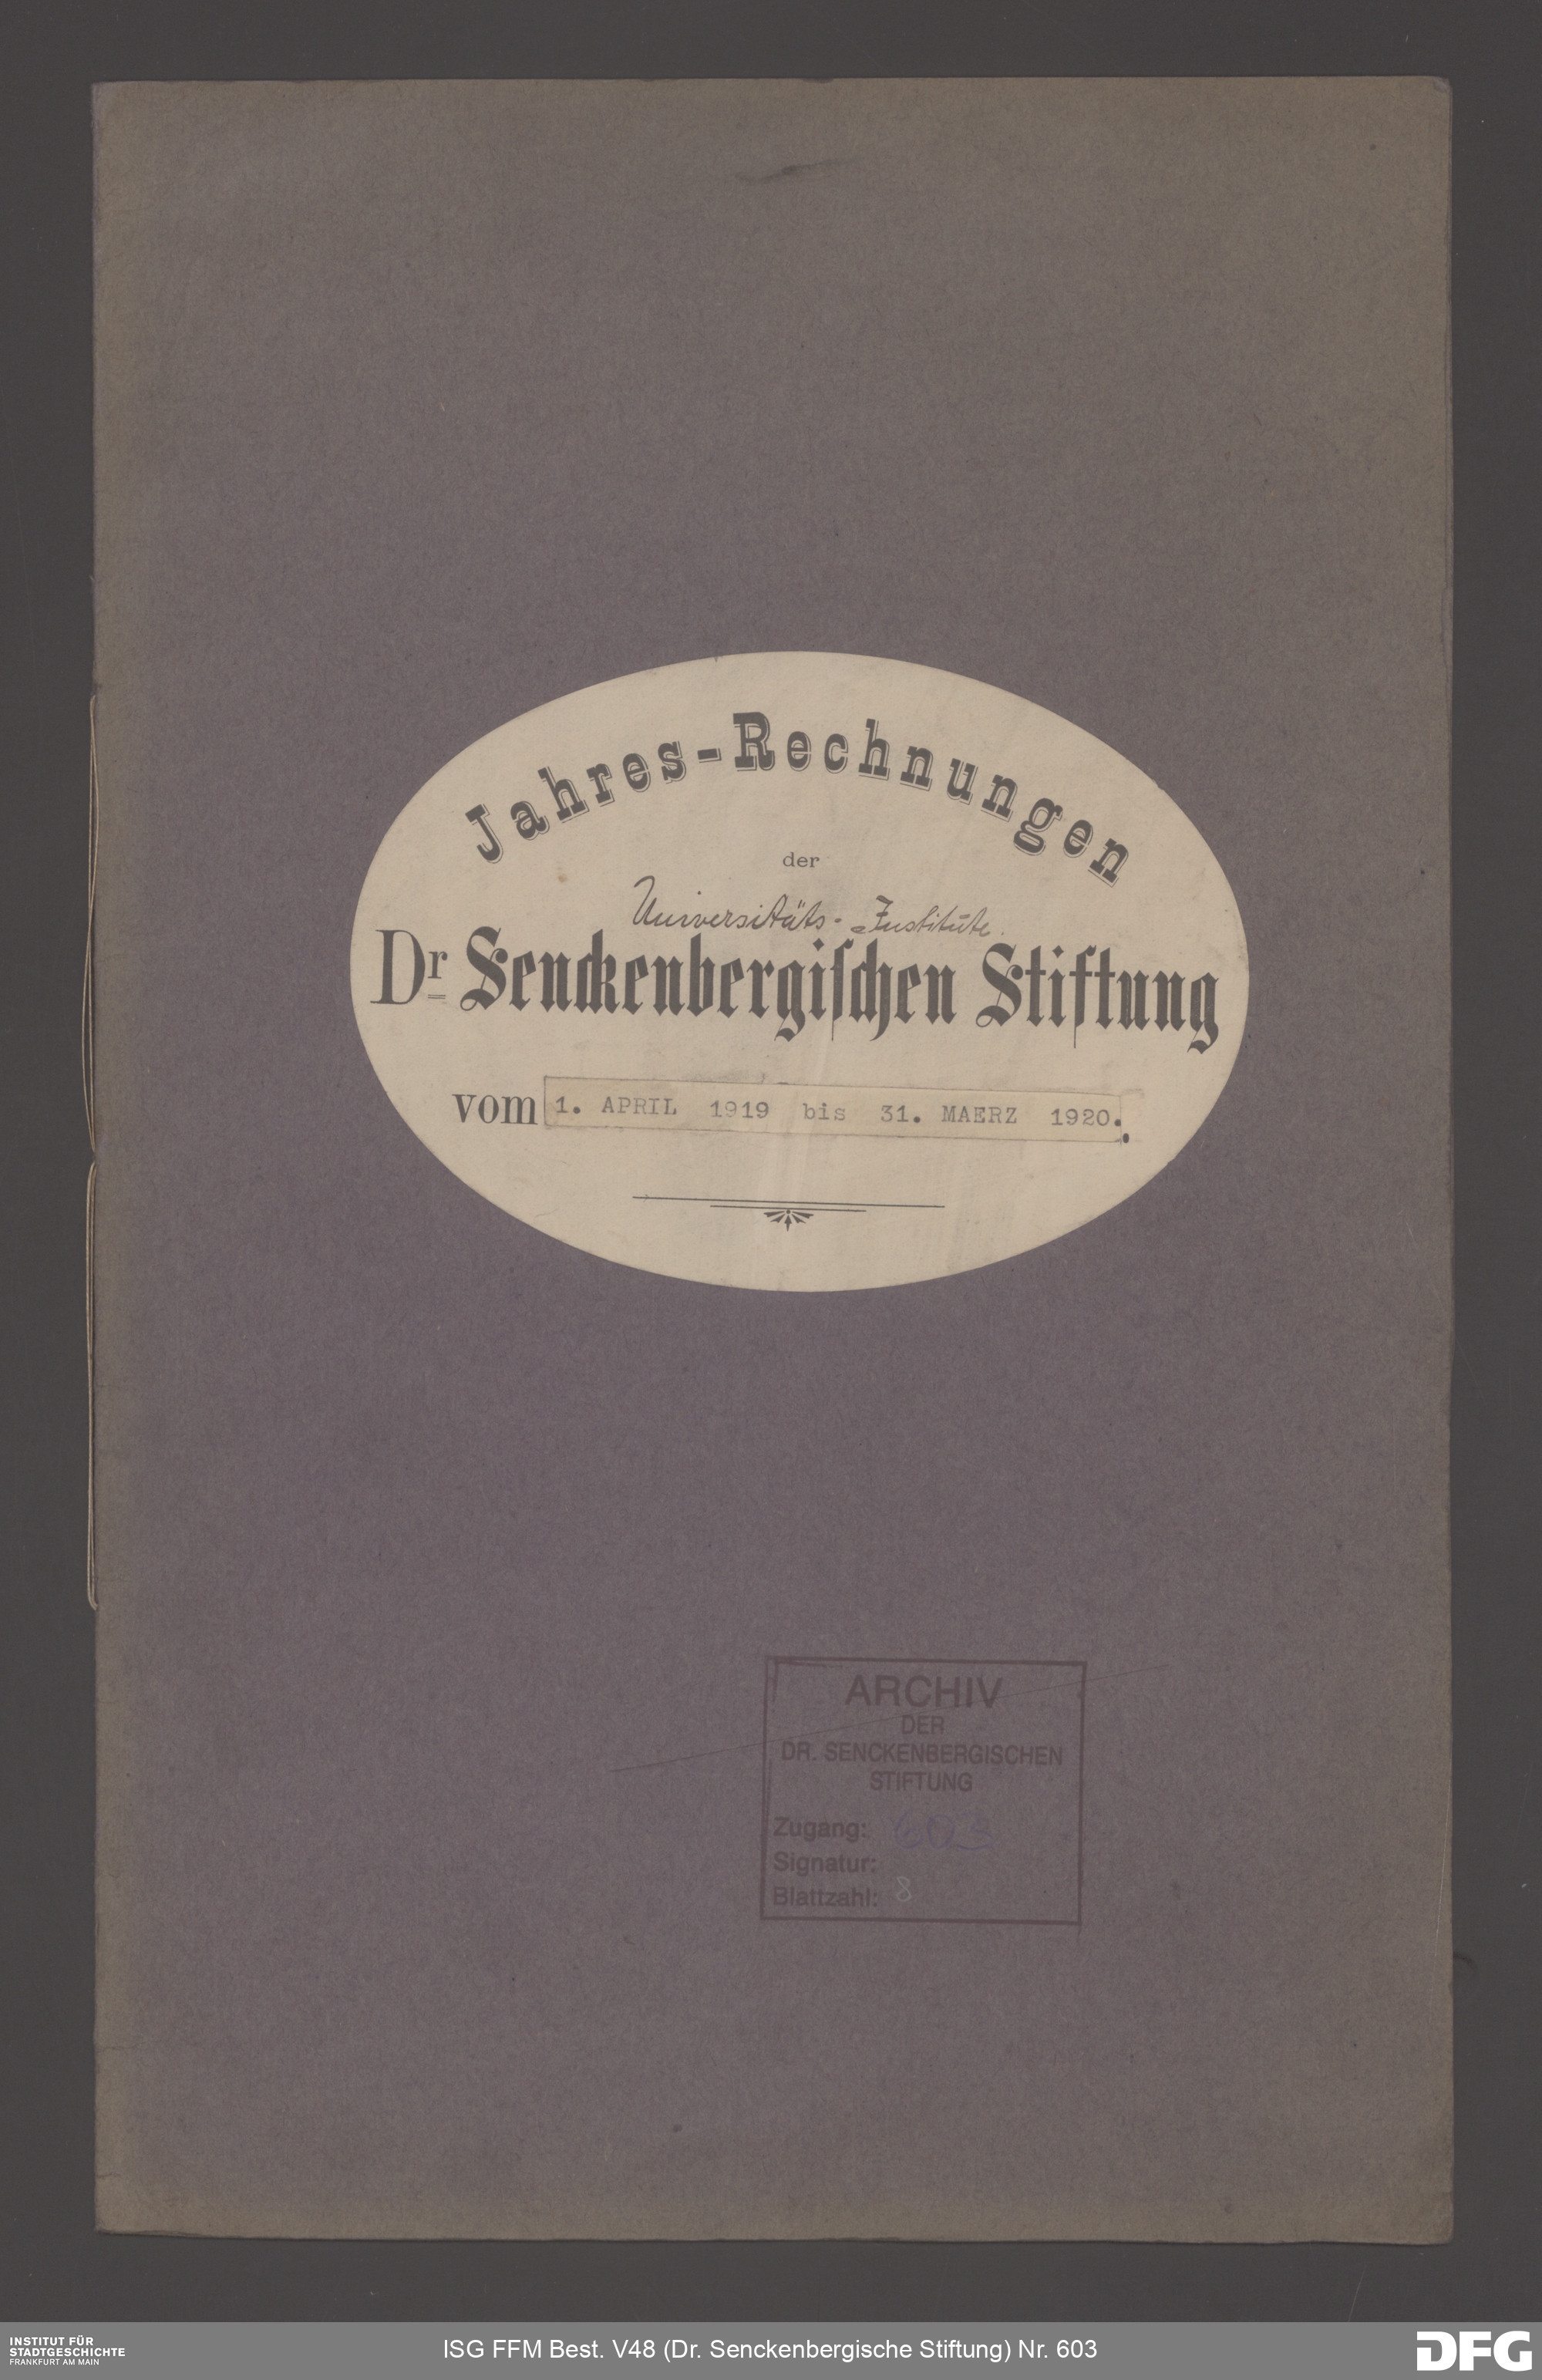 Jahres-Rechnungen
der
Universitäts-Institute.
Dr Senckenbergischen Stiftung
vom 1. APRIL 1919 bis 31. MAERZ 1920.
ARCHIV
DER
DR. SENCKENBERGISCHEN
STIFTUNG
Zugang: 603
Signatur:
Blattzahl: 8
INSTITUT FÜR
STADTGESCHICHTE
FRANKFURT AM MAIN
ISG FFM Best. V48 (Dr. Senckenbergische Stiftung) Nr. 603
DFG